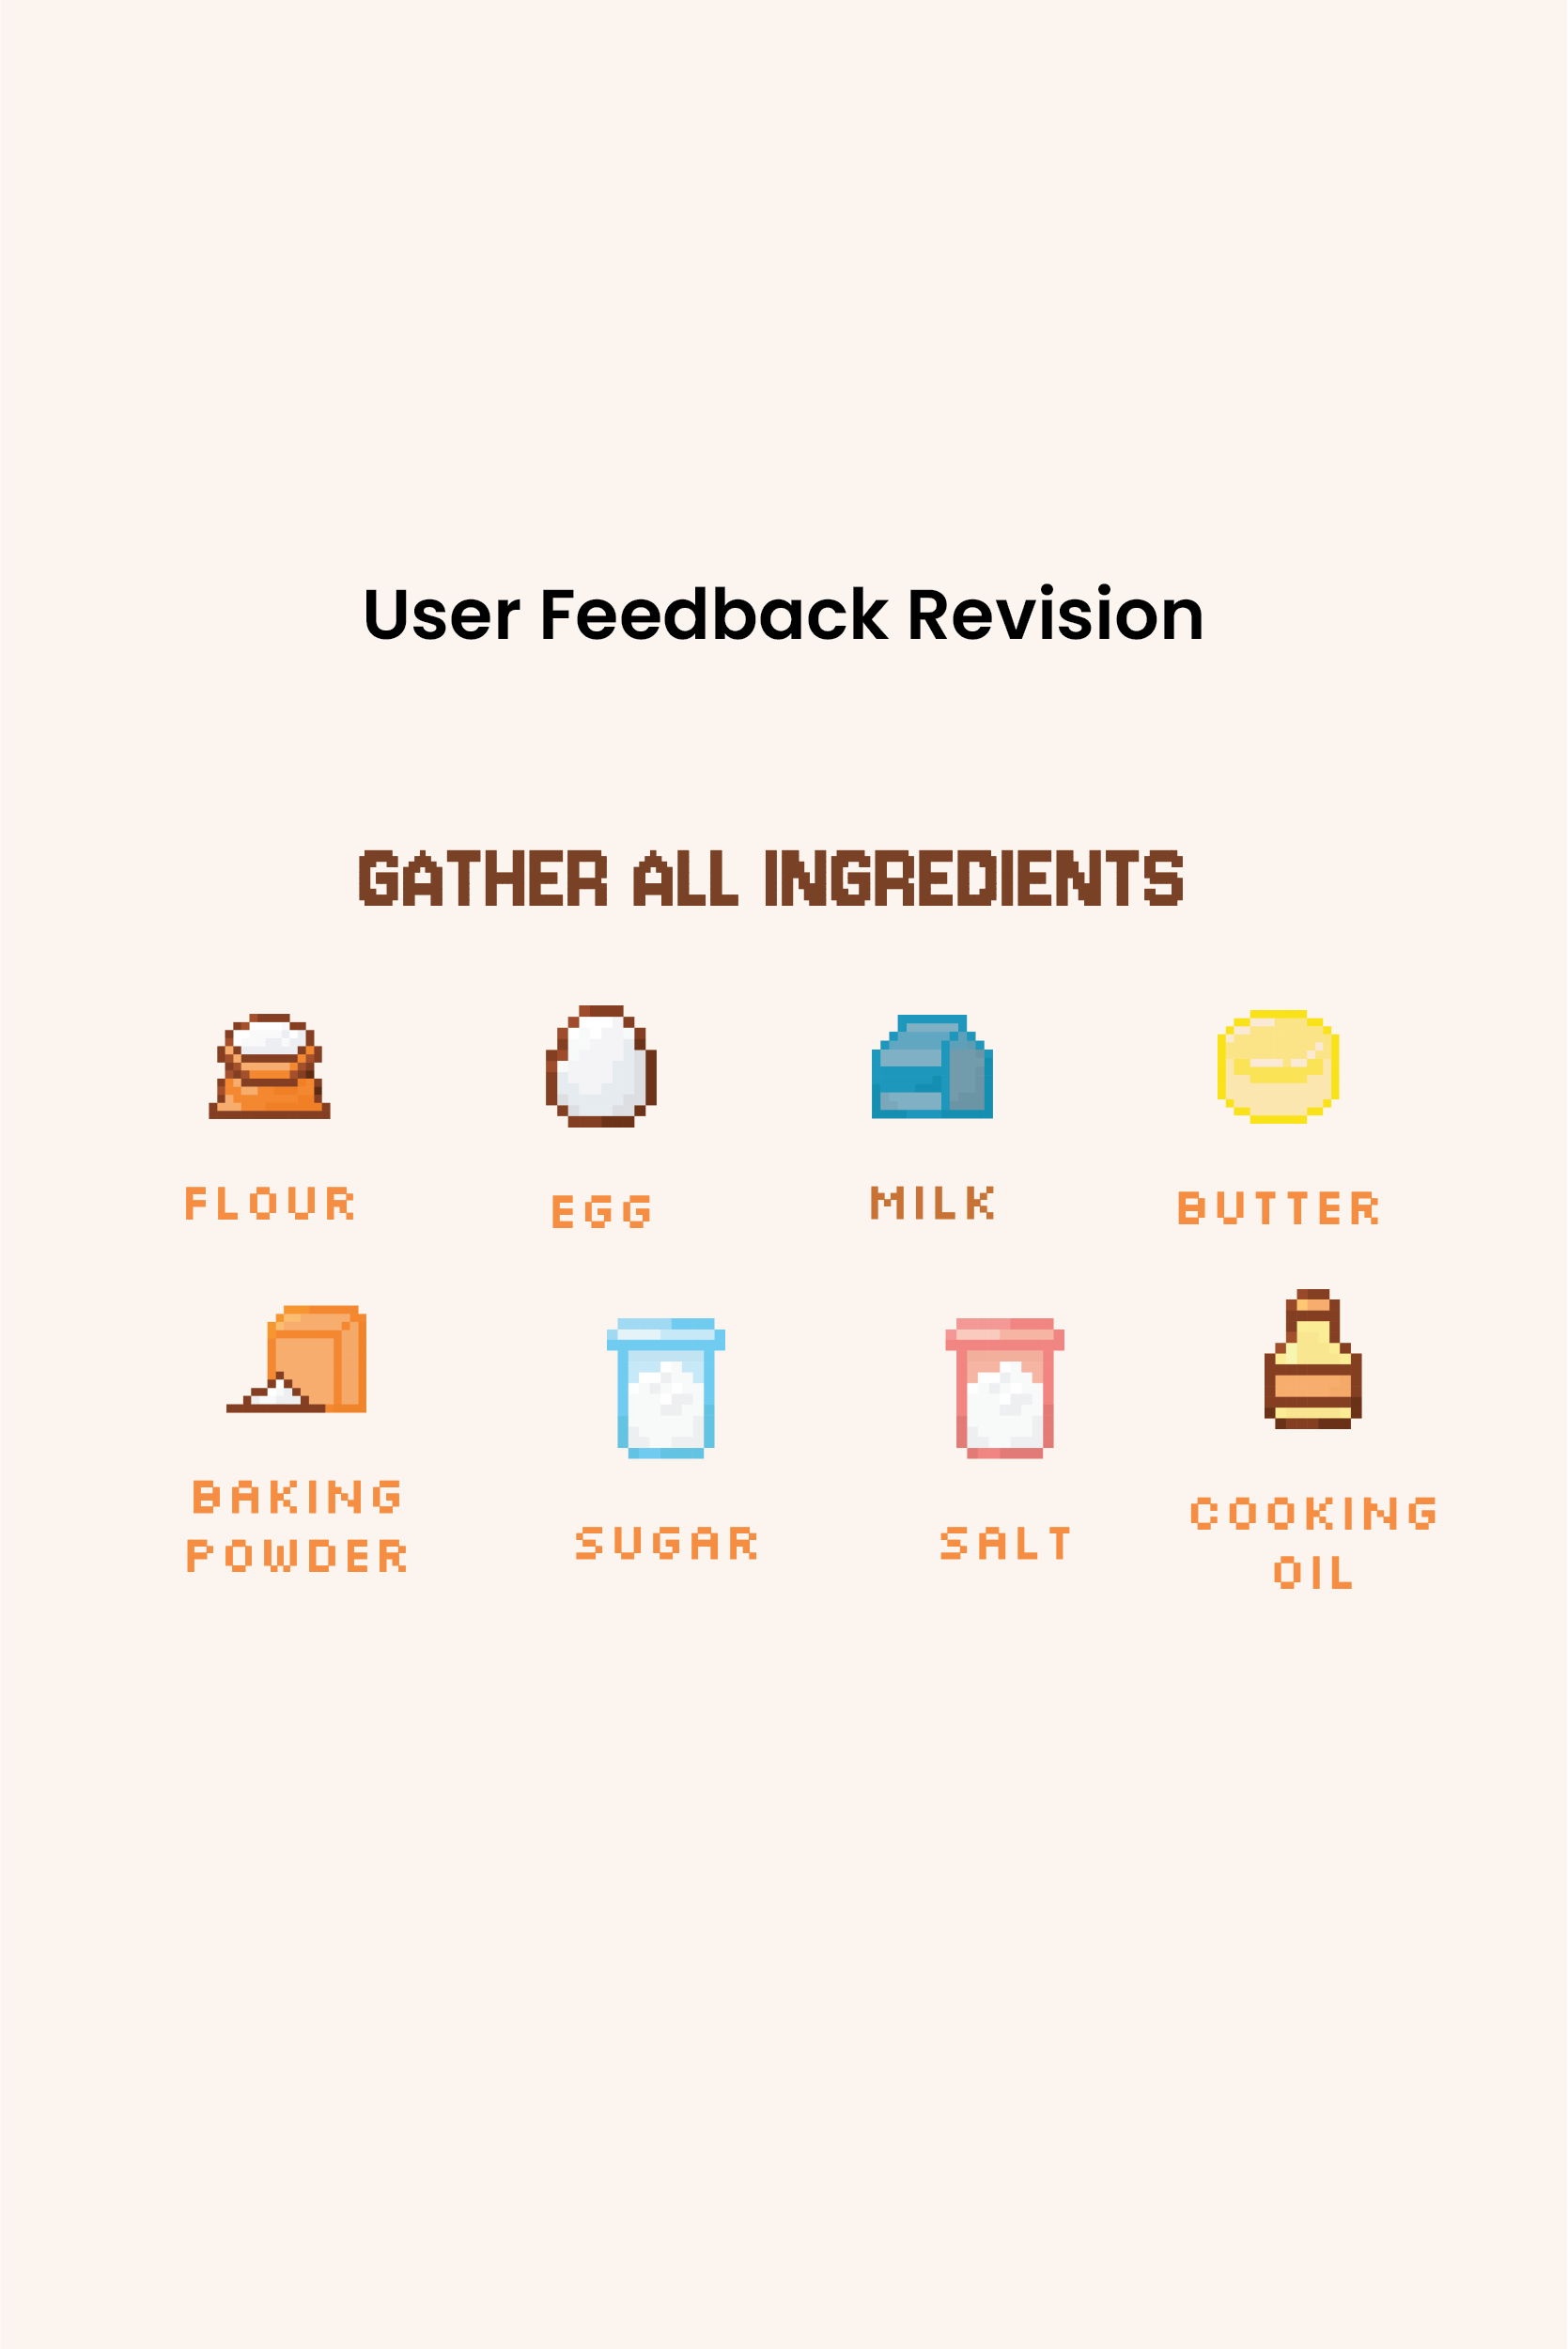 User Feedback Revision
GATHER ALL INGREDIENTS
FLOUR
EGG
MILK
BUTTER
BAKING
POWDER
SUGAR
SALT
COOKING
OIL